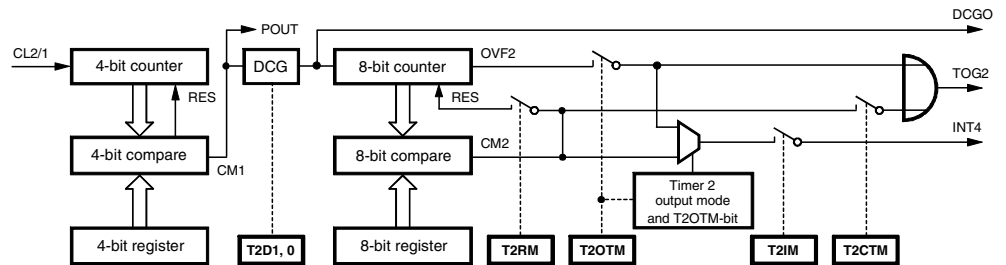 DCGO
POUT
CL2/1
4-bit counter
DCG
8-bit counter
OVF2
TOG2
RES
RES
4-bit compare
CM1
8-bit compare
CM2
INT4
Timer 2
output mode
and T2OTM-bit
4-bit register
T2D1, 0
8-bit register
T2RM
T2OTM
T2IM
T2CTM